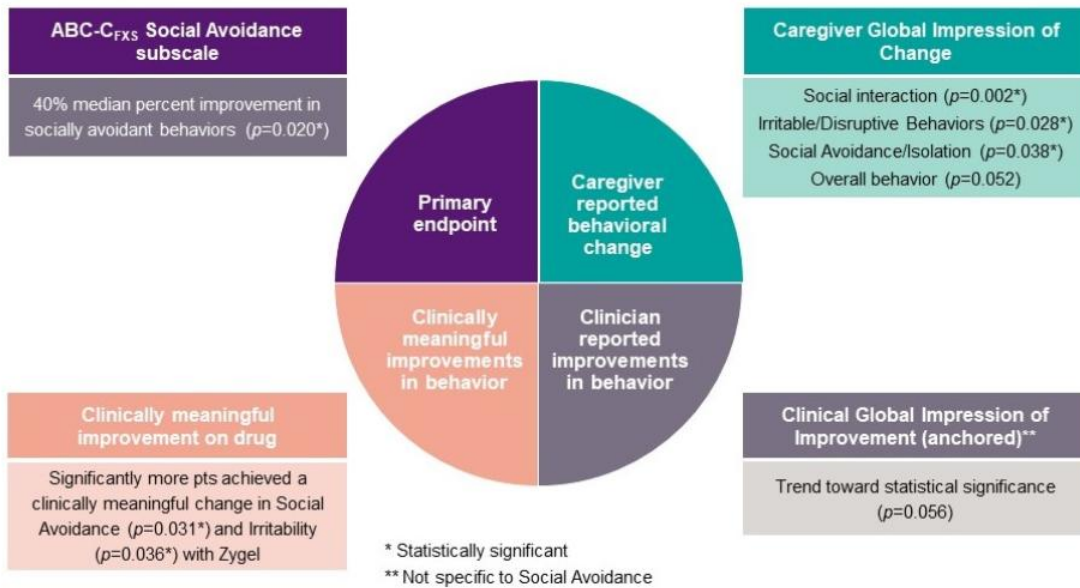 ABC-C_FXS Social Avoidance
subscale
40% median percent improvement in
socially avoidant behaviors (p=0.020*)
Caregiver Global Impression of
Change
Social interaction (p=0.002*)
Irritable/Disruptive Behaviors (p=0.028*)
Social Avoidance/Isolation (p=0.038*)
Overall behavior (p=0.052)
Primary
endpoint
Caregiver
reported
behavioral
change
Clinically
meaningful
improvements
in behavior
Clinician
reported
improvements
in behavior
Clinically meaningful
improvement on drug
Significantly more pts achieved a
clinically meaningful change in Social
Avoidance (p=0.031*) and Irritability
(p=0.036*) with Zygel
Clinical Global Impression of
Improvement (anchored)**
Trend toward statistical significance
(p=0.056)
* Statistically significant
** Not specific to Social Avoidance